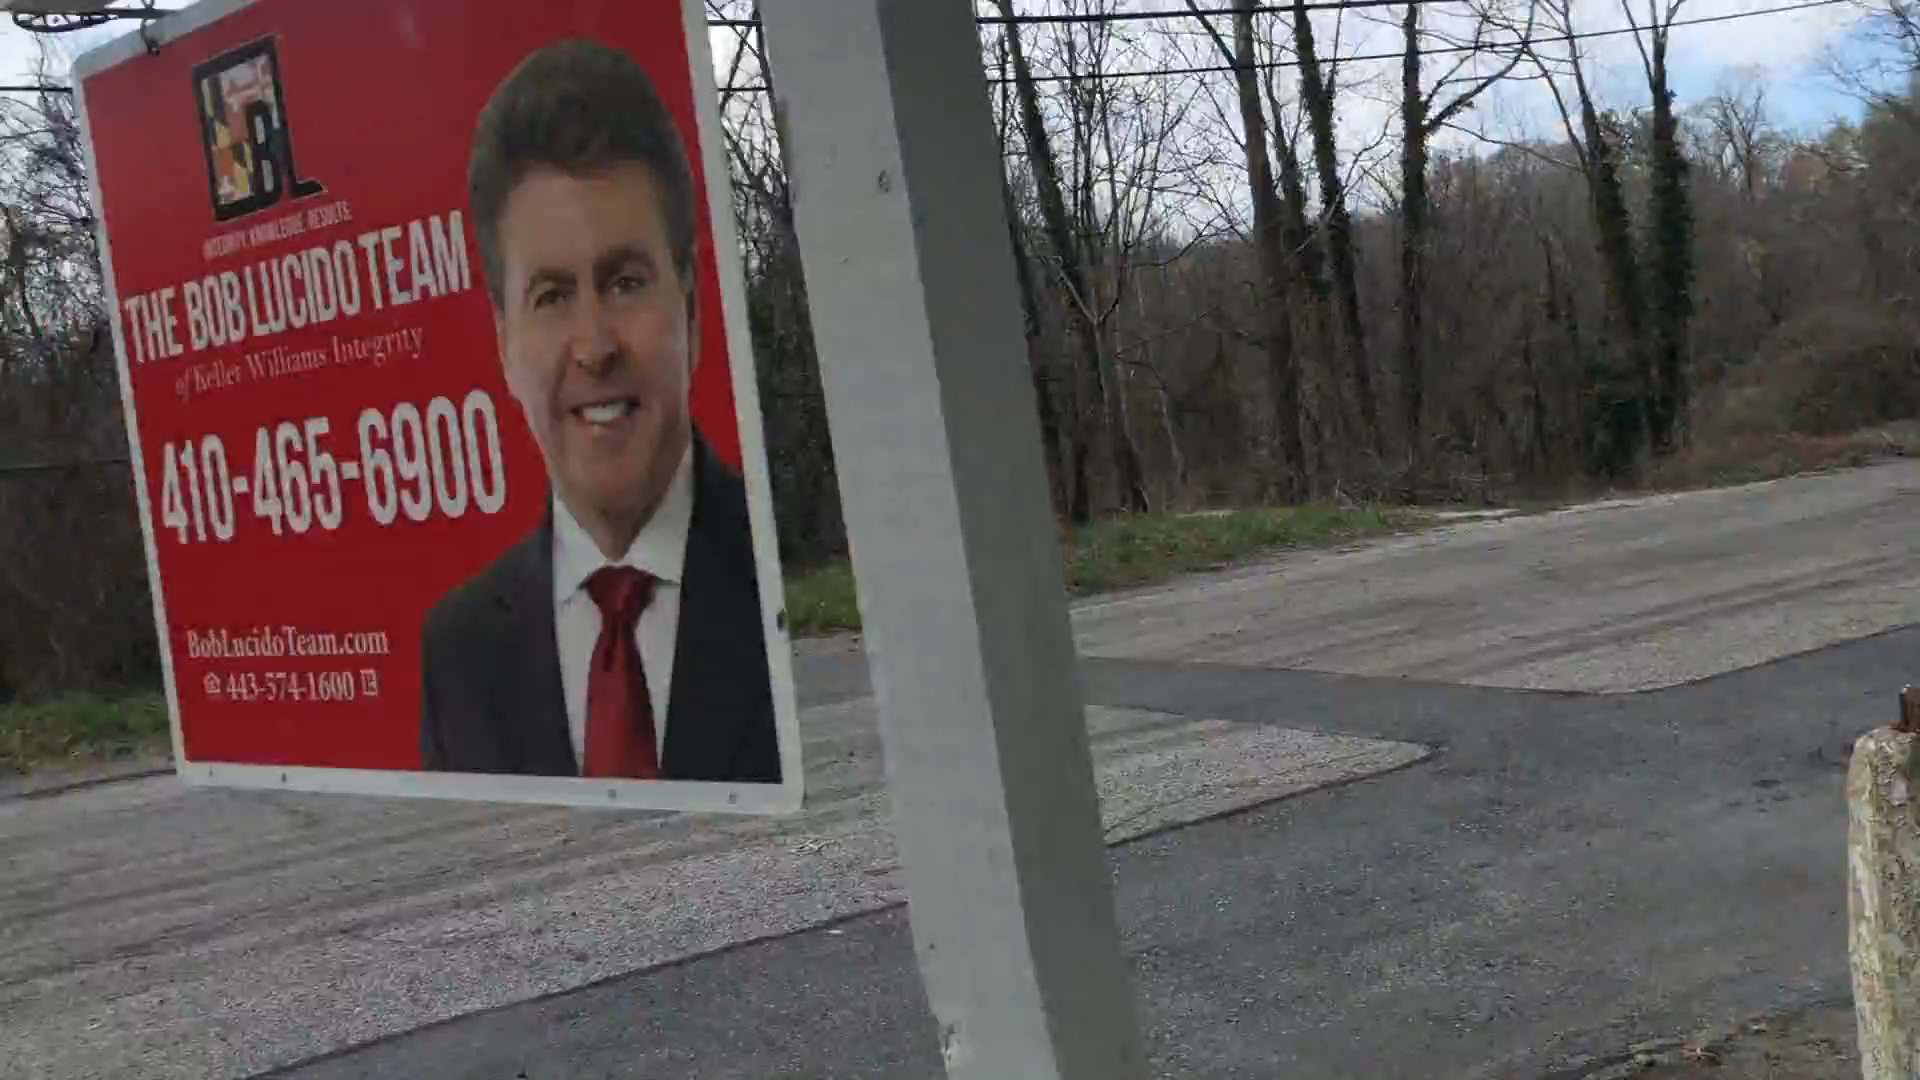 BL
INTEGRITY. KNOWLEDGE. RESULTS.
THE BOB LUCIDO TEAM
of Keller Williams Integrity
410-465-6900
BobLucidoTeam.com
443-574-1600